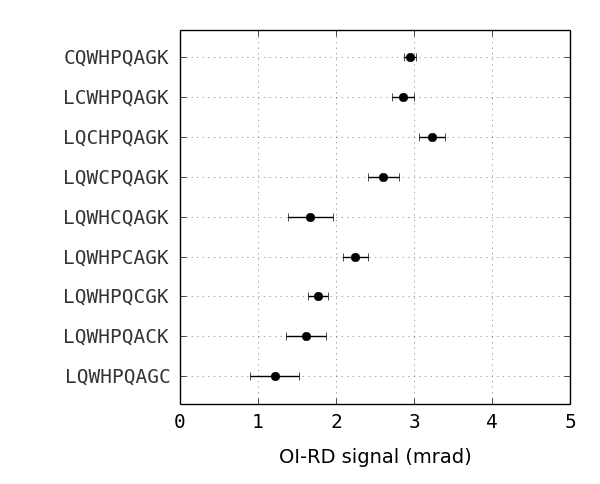 CQWHPQAGK
LCWHPQAGK
LQCHPQAGK
LQWCPQAGK
LQWHCQAGK
LQWHPCAGK
LQWHPQCGK
LQWHPQACK
LQWHPQAGC
0 1 2 3 4 5
OI-RD signal (mrad)